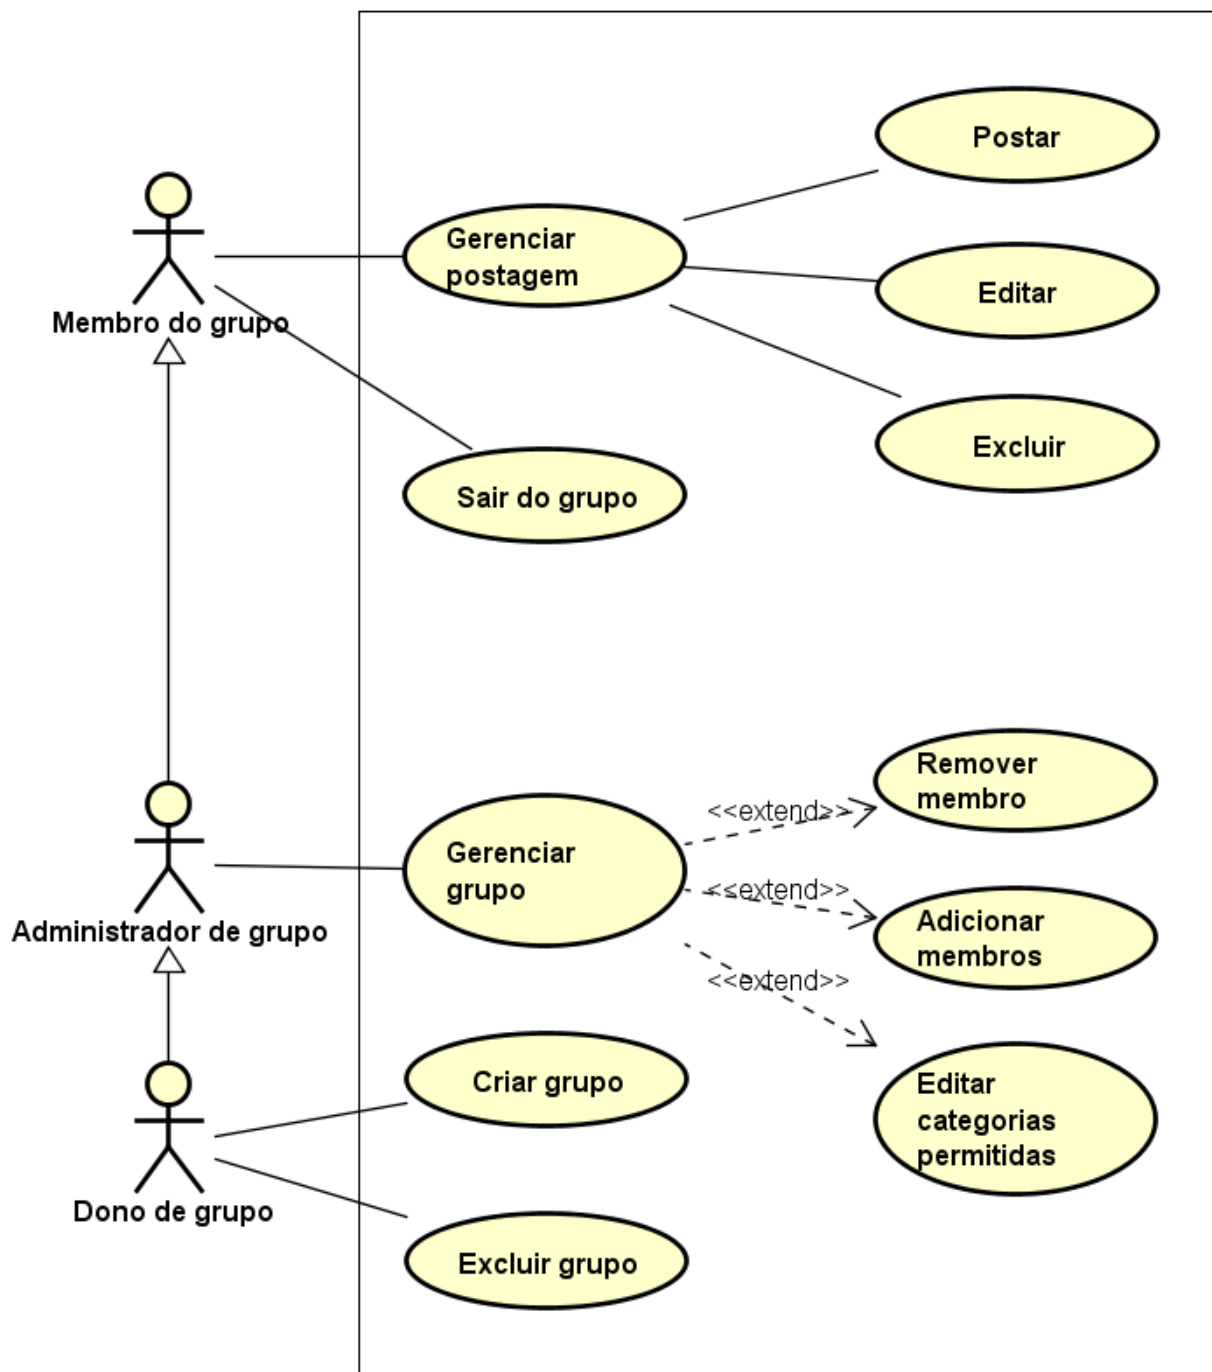 Postar
Gerenciar
postagem
Editar
Membro do grupo
Excluir
Sair do grupo
Remover
membro
<<extend>>
Gerenciar
grupo
<<extend>>
Adicionar
membros
Administrador de grupo
<<extend>>
Criar grupo
Editar
categorias
permitidas
Dono de grupo
Excluir grupo